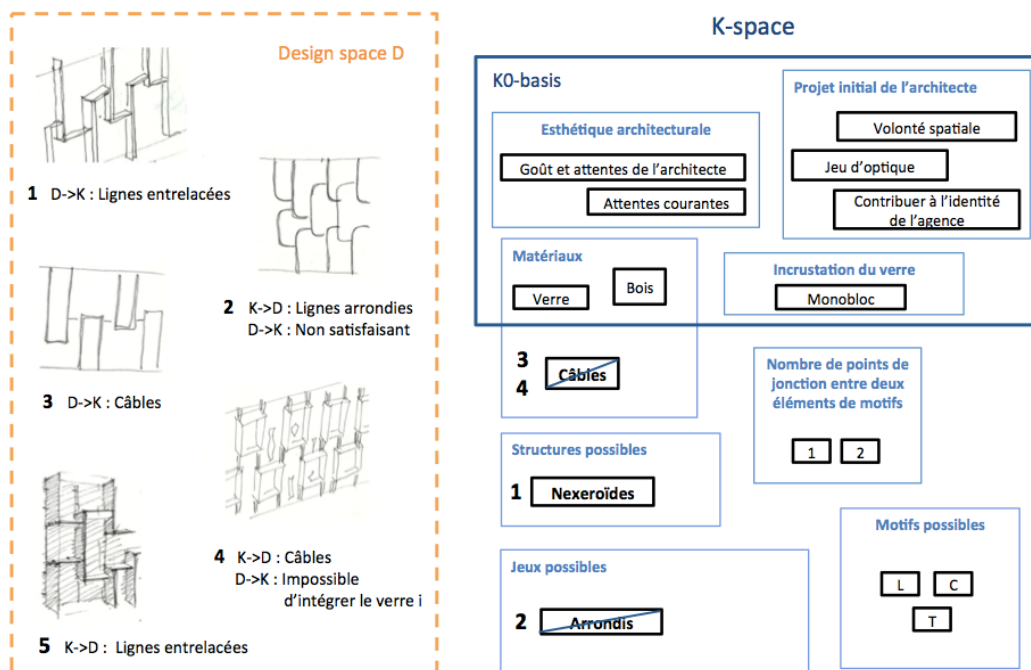 Design space D
1 D->K : Lignes entrelacées
2 K->D : Lignes arrondies
D->K : Non satisfaisant
3 D->K : Câbles
4 K->D : Câbles
D->K : Impossible
d’intégrer le verre i
5 K->D : Lignes entrelacées
K-space
K0-basis
Esthétique architecturale
Goût et attentes de l’architecte
Attentes courantes
Projet initial de l’architecte
Volonté spatiale
Jeu d’optique
Contribuer à l’identité
de l’agence
Matériaux
Verre
Bois
Incrustation du verre
Monobloc
3
4
Câbles
Nombre de points de
jonction entre deux
éléments de motifs
1 2
Structures possibles
1 Nexeroïdes
Motifs possibles
L C
T
Jeux possibles
2 Arrondis